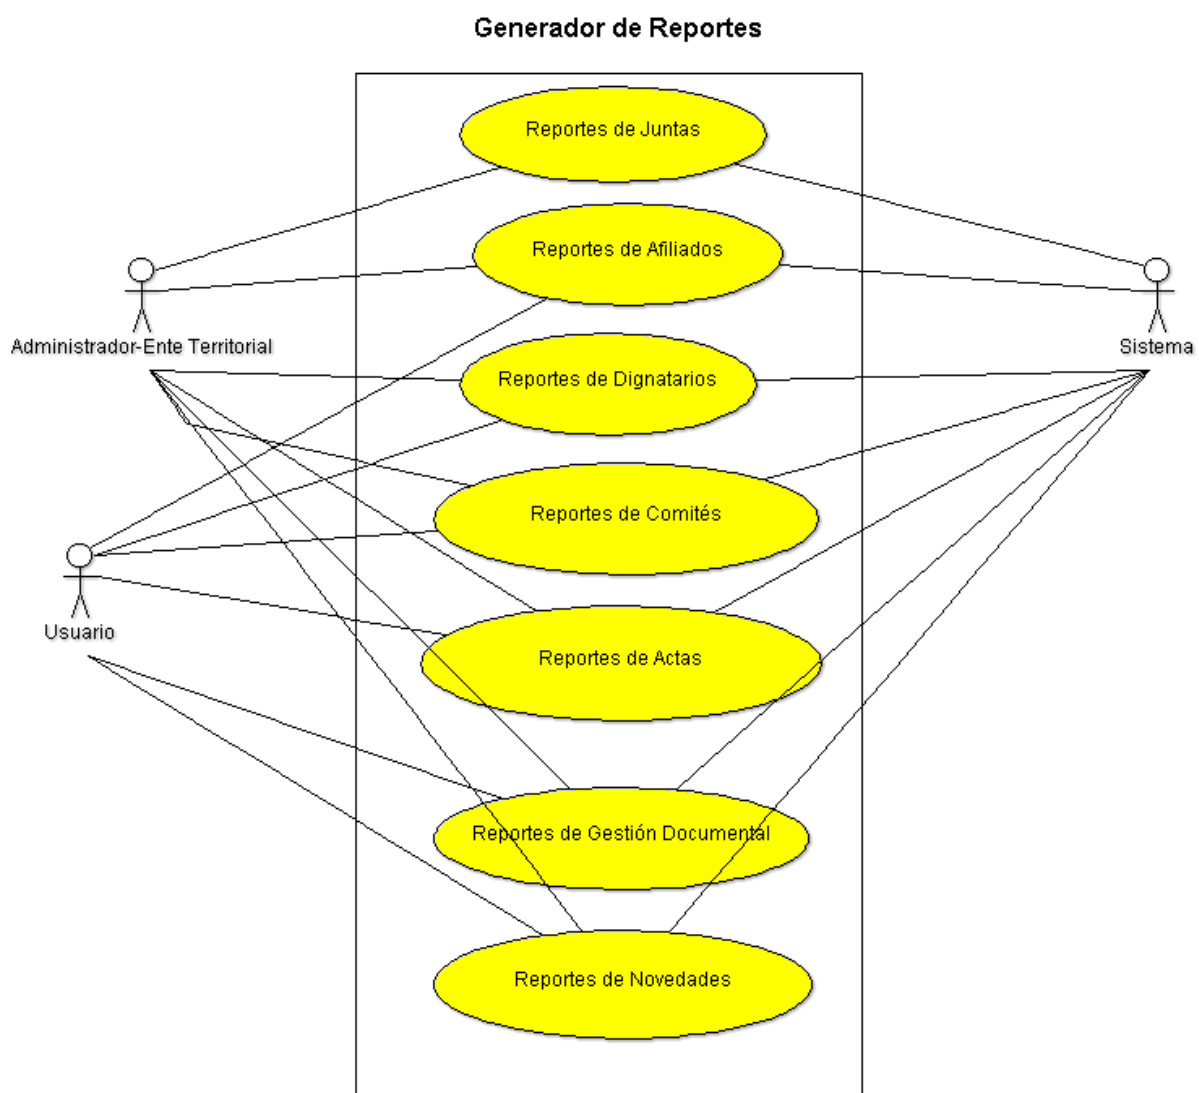 Generador de Reportes
Reportes de Juntas
Reportes de Afiliados
Administrador-Ente Territorial
Sistema
Reportes de Dignatarios
Reportes de Comités
Usuario
Reportes de Actas
Reportes de Gestión Documental
Reportes de Novedades